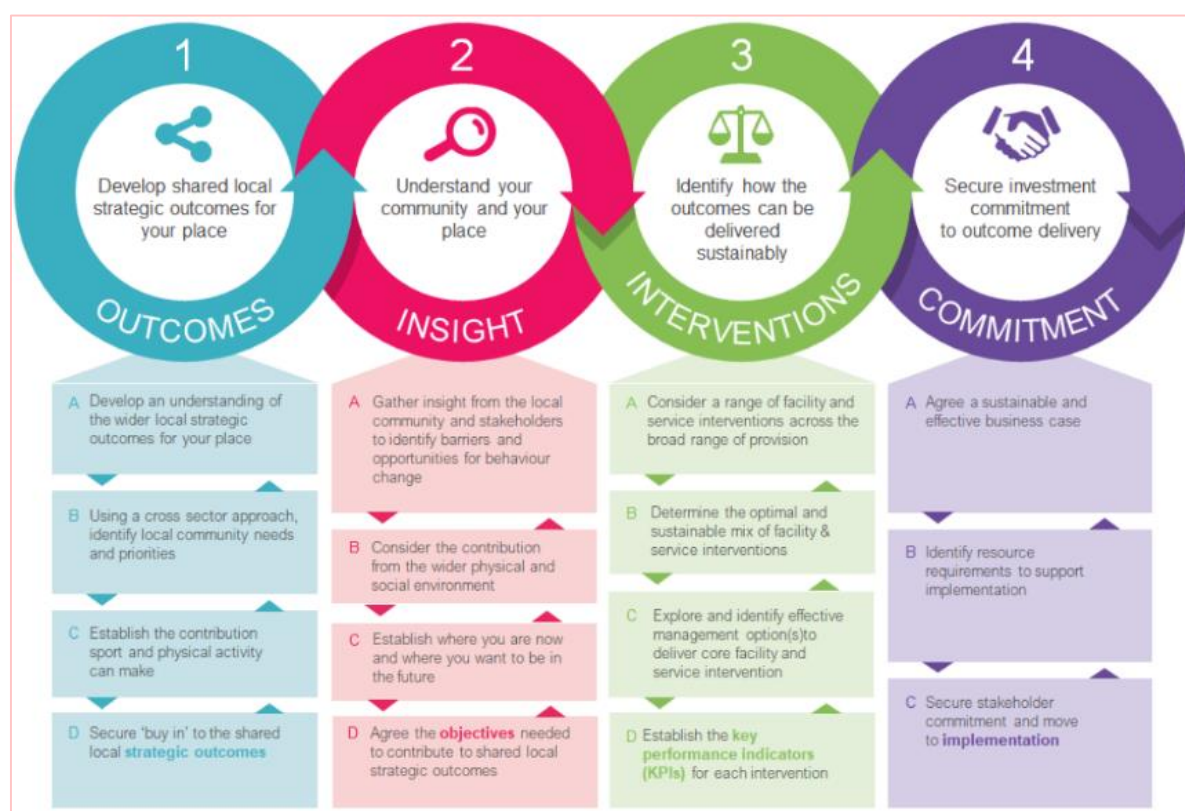 1
Develop shared local
strategic outcomes for
your place
OUTCOMES
A Develop an understanding of
the wider local strategic
outcomes for your place
B Using a cross sector approach,
identify local community needs
and priorities
C Establish the contribution
sport and physical activity
can make
D Secure 'buy in' to the shared
local strategic outcomes
2
Understand your
community and your
place
INSIGHT
A Gather insight from the local
community and stakeholders
to identify barriers and
opportunities for behaviour
change
B Consider the contribution
from the wider physical and
social environment
C Establish where you are now
and where you want to be in
the future
D Agree the objectives needed
to contribute to shared local
strategic outcomes
3
Identify how the
outcomes can be
delivered
sustainably
INTERVENTIONS
A Consider a range of facility and
service interventions across the
broad range of provision
B Determine the optimal and
sustainable mix of facility &
service interventions
C Explore and identify effective
management option(s)to
deliver core facility and
service intervention
D Establish the key
performance indicators
(KPIs) for each intervention
4
Secure investment
commitment
to outcome delivery
COMMITMENT
A Agree a sustainable and
effective business case
B Identify resource
requirements to support
implementation
C Secure stakeholder
commitment and move
to implementation